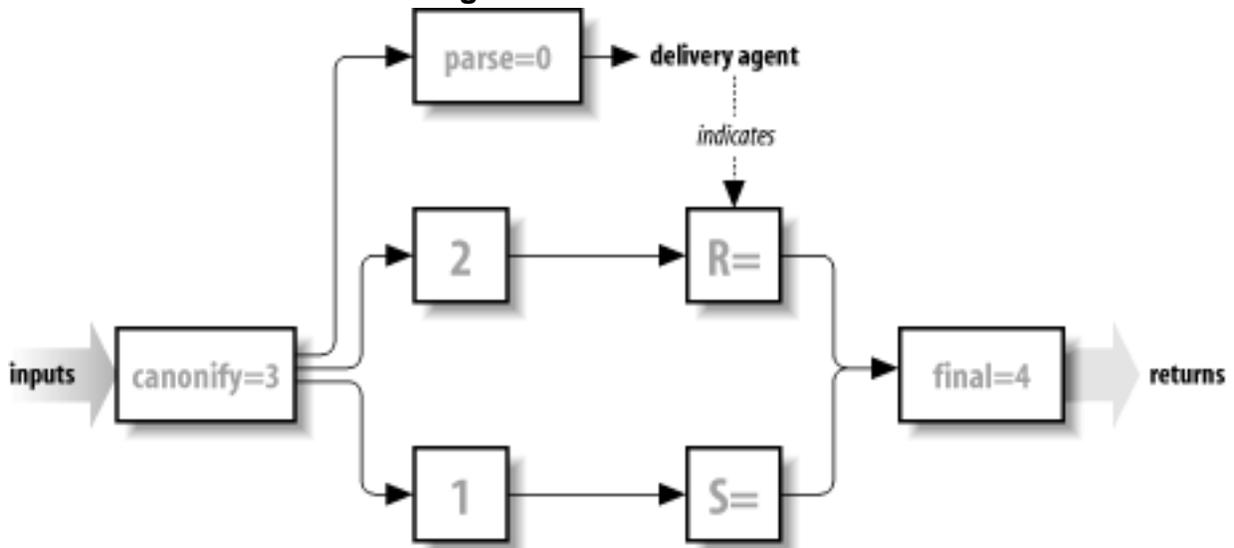 g
parse=0
delivery agent
indicates
2
R=
inputs
canonify=3
final=4
returns
1
S=